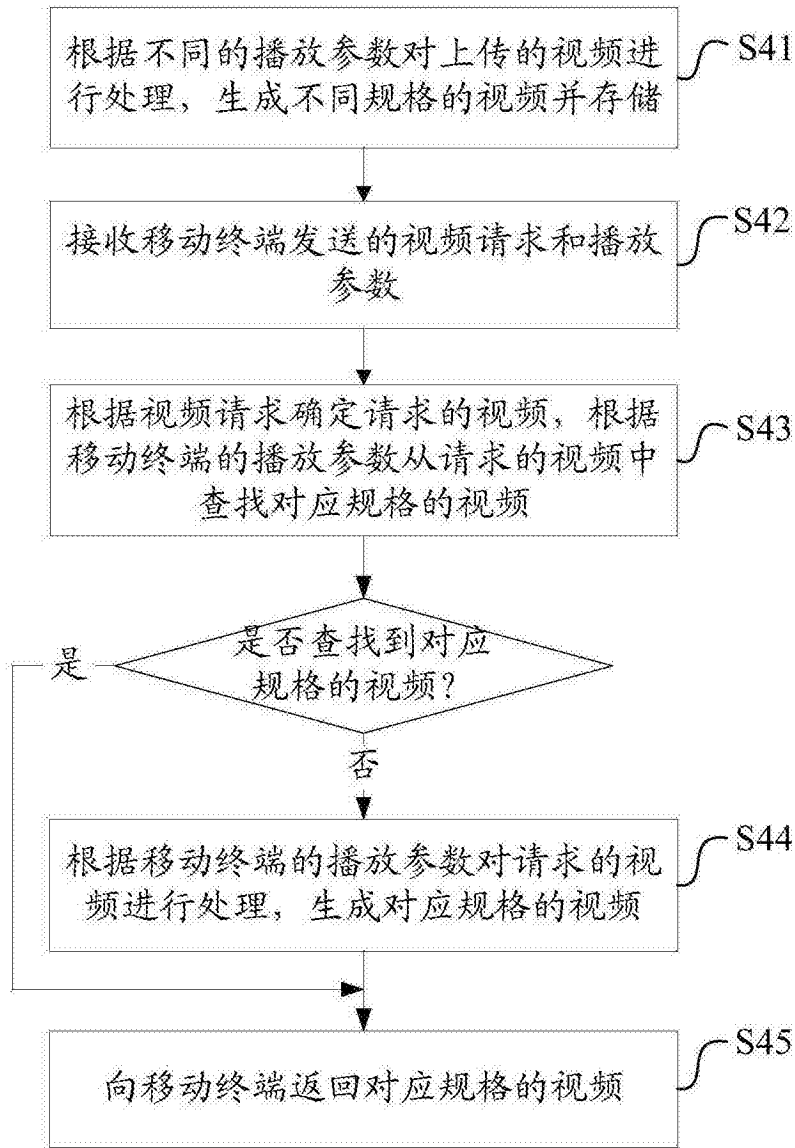 根据不同的播放参数对上传的视频进
行处理，生成不同规格的视频并存储
S41
接收移动终端发送的视频请求和播放
参数
S42
根据视频请求确定请求的视频，根据
移动终端的播放参数从请求的视频中
查找对应规格的视频
S43
是否查找到对应
规格的视频？
是
否
根据移动终端的播放参数对请求的视
频进行处理，生成对应规格的视频
S44
向移动终端返回对应规格的视频
S45